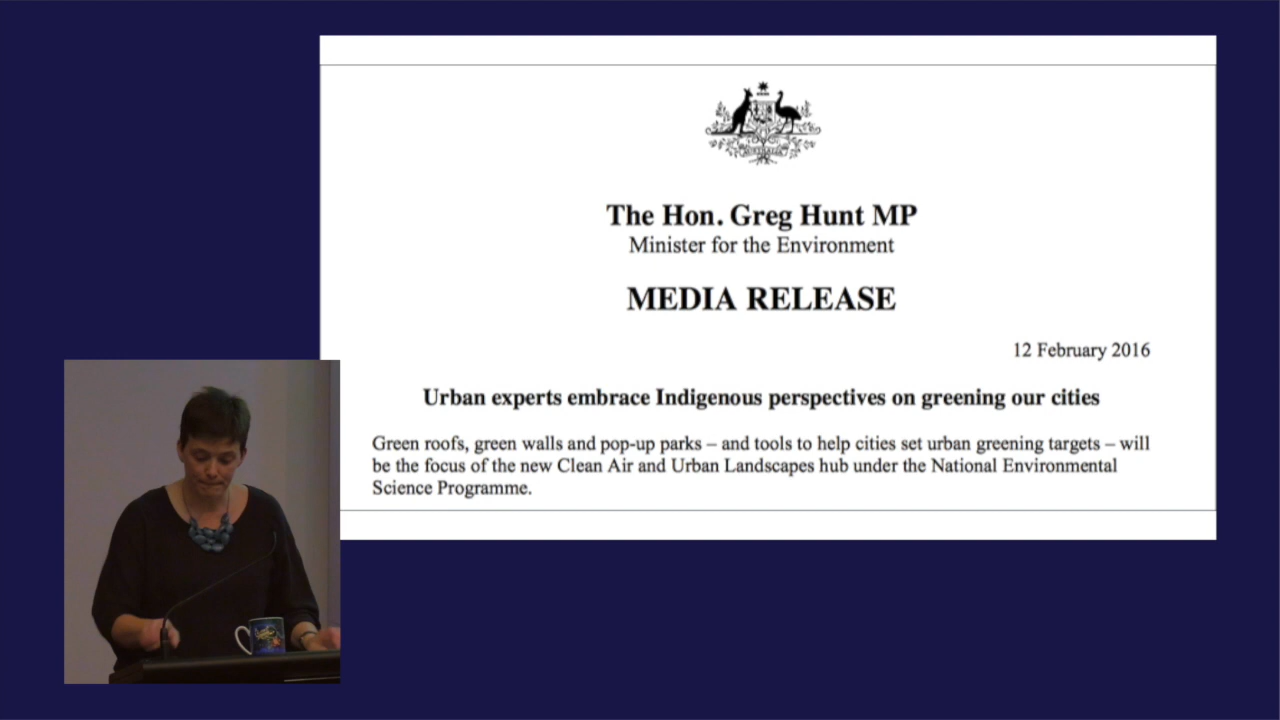 The Hon. Greg Hunt MP
Minister for the Environment
MEDIA RELEASE
12 February 2016
Urban experts embrace Indigenous perspectives on greening our cities
Green roofs, green walls and pop-up parks – and tools to help cities set urban greening targets – will
be the focus of the new Clean Air and Urban Landscapes hub under the National Environmental
Science Programme.